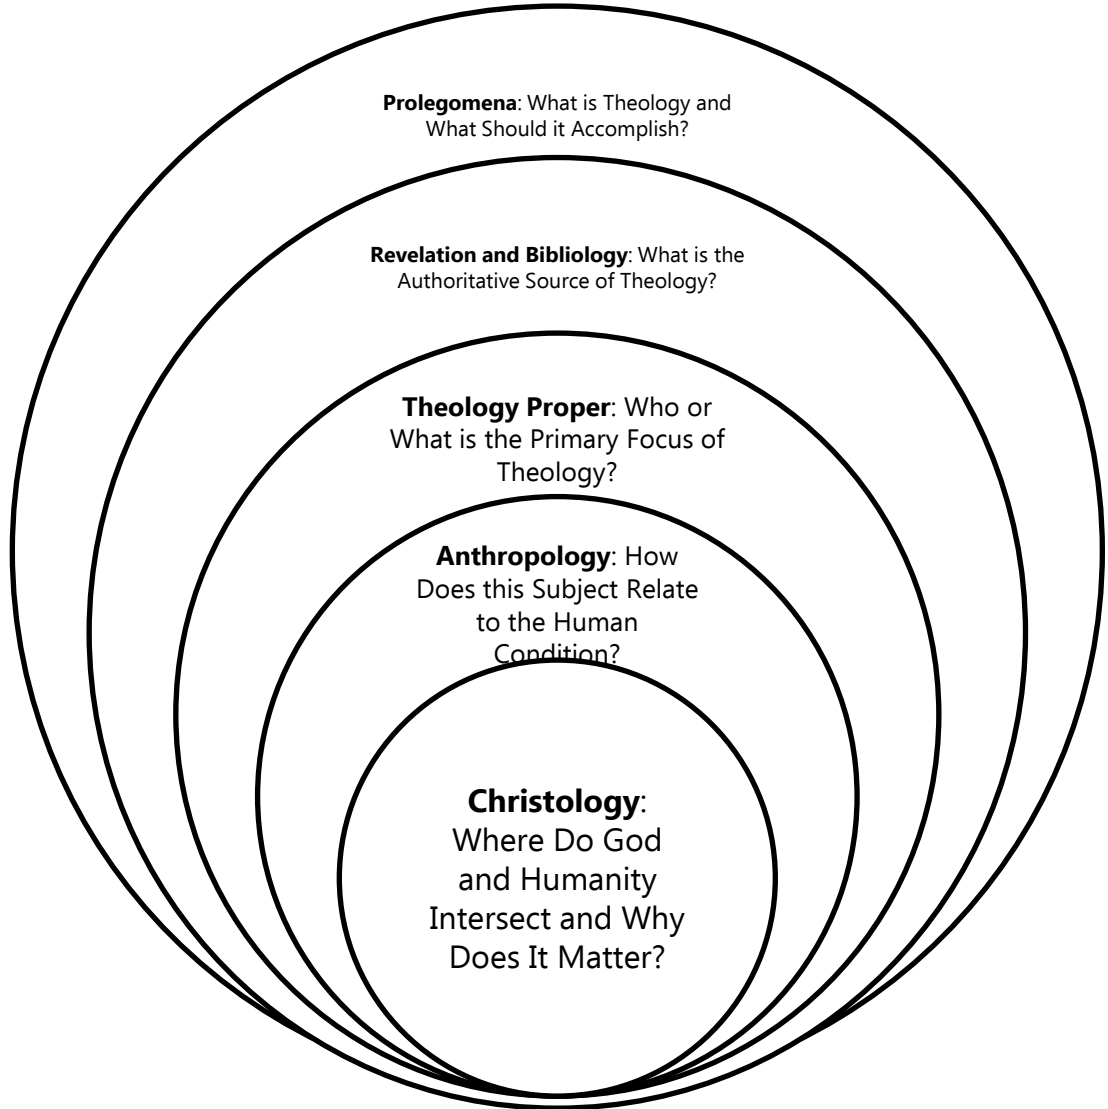 Prolegomena: What is Theology and
What Should it Accomplish?
Revelation and Bibliology: What is the
Authoritative Source of Theology?
Theology Proper: Who or
What is the Primary Focus of
Theology?
Anthropology: How
Does this Subject Relate
to the Human
Condition?
Christology:
Where Do God
and Humanity
Intersect and Why
Does It Matter?